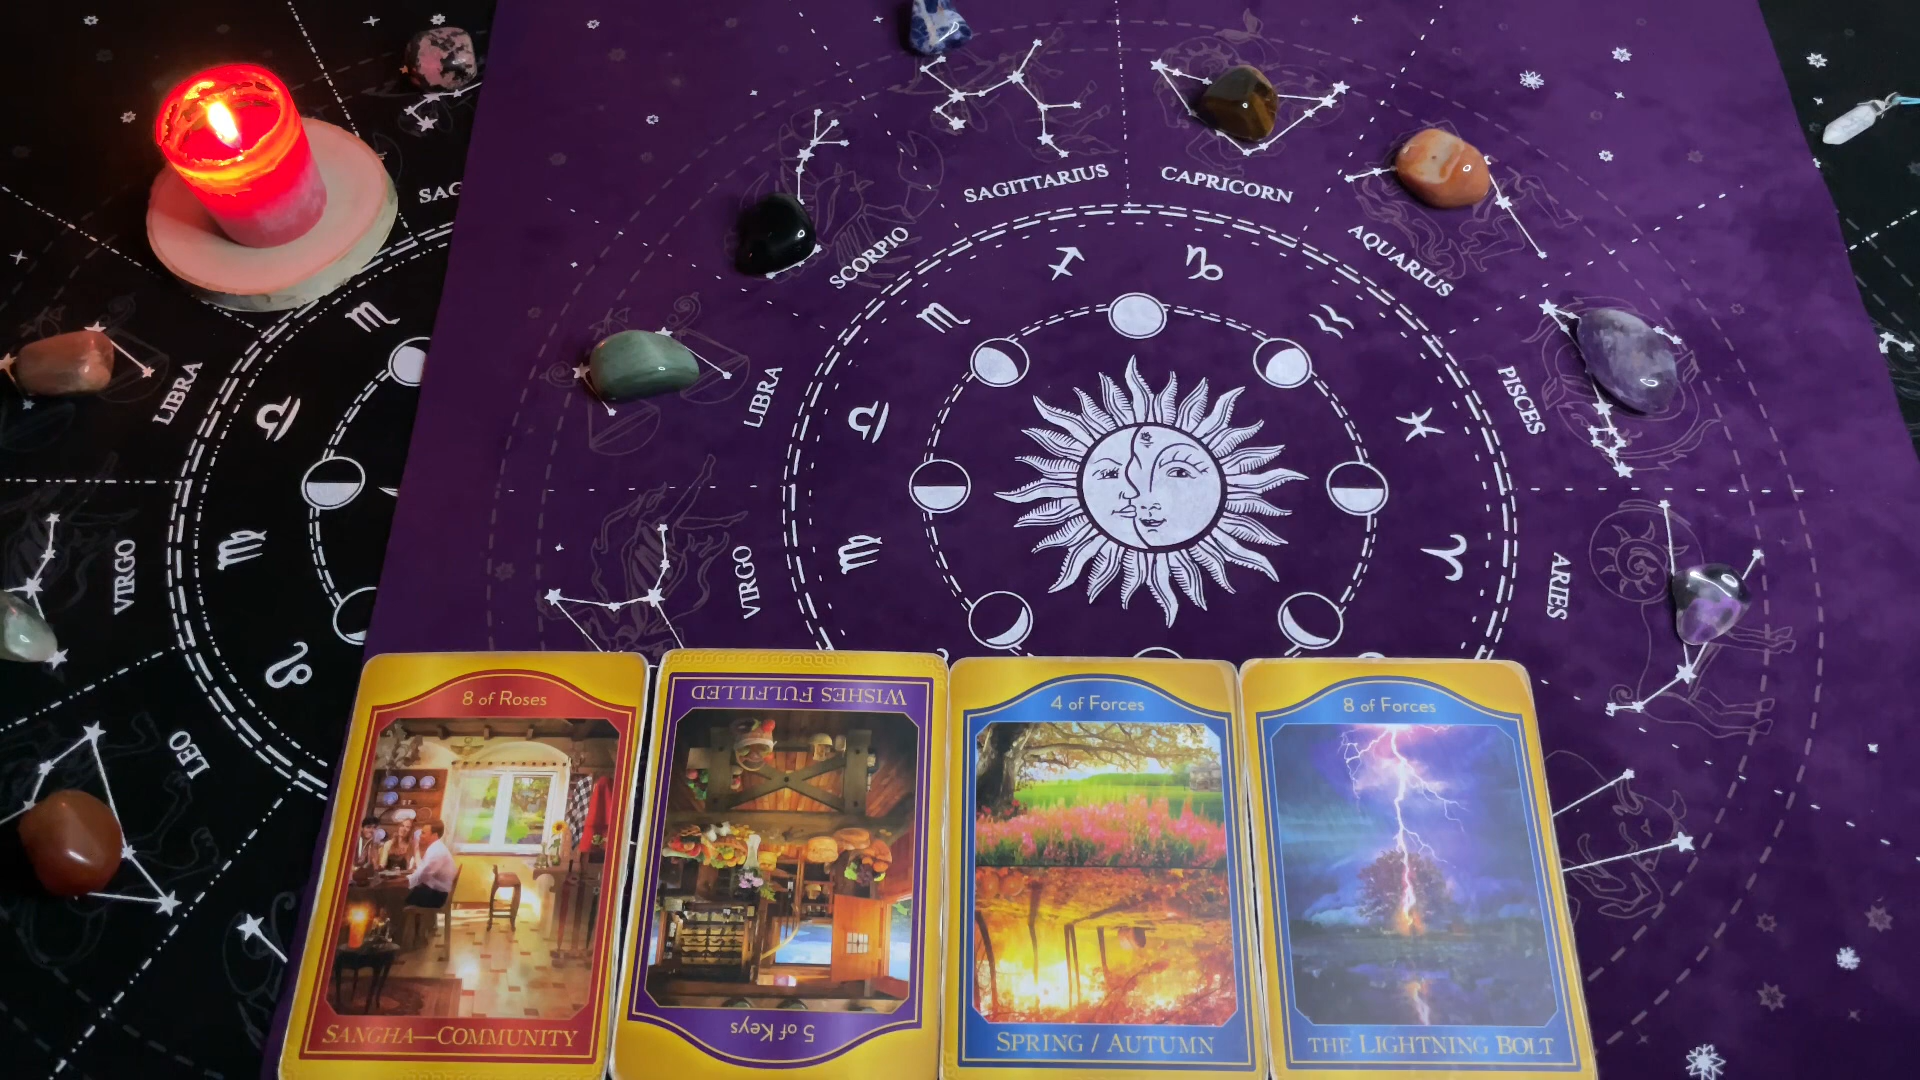 SAG
LIBRA
VIRGO
LEO
SAGITTARIUS
CAPRICORN
SCORPIO
AQUARIUS
LIBRA
PISCES
VIRGO
ARIES
8 of Roses
SANGHA—COMMUNITY
WISHES FULFILLED
5 of Keys
4 of Forces
SPRING / AUTUMN
8 of Forces
THE LIGHTNING BOLT